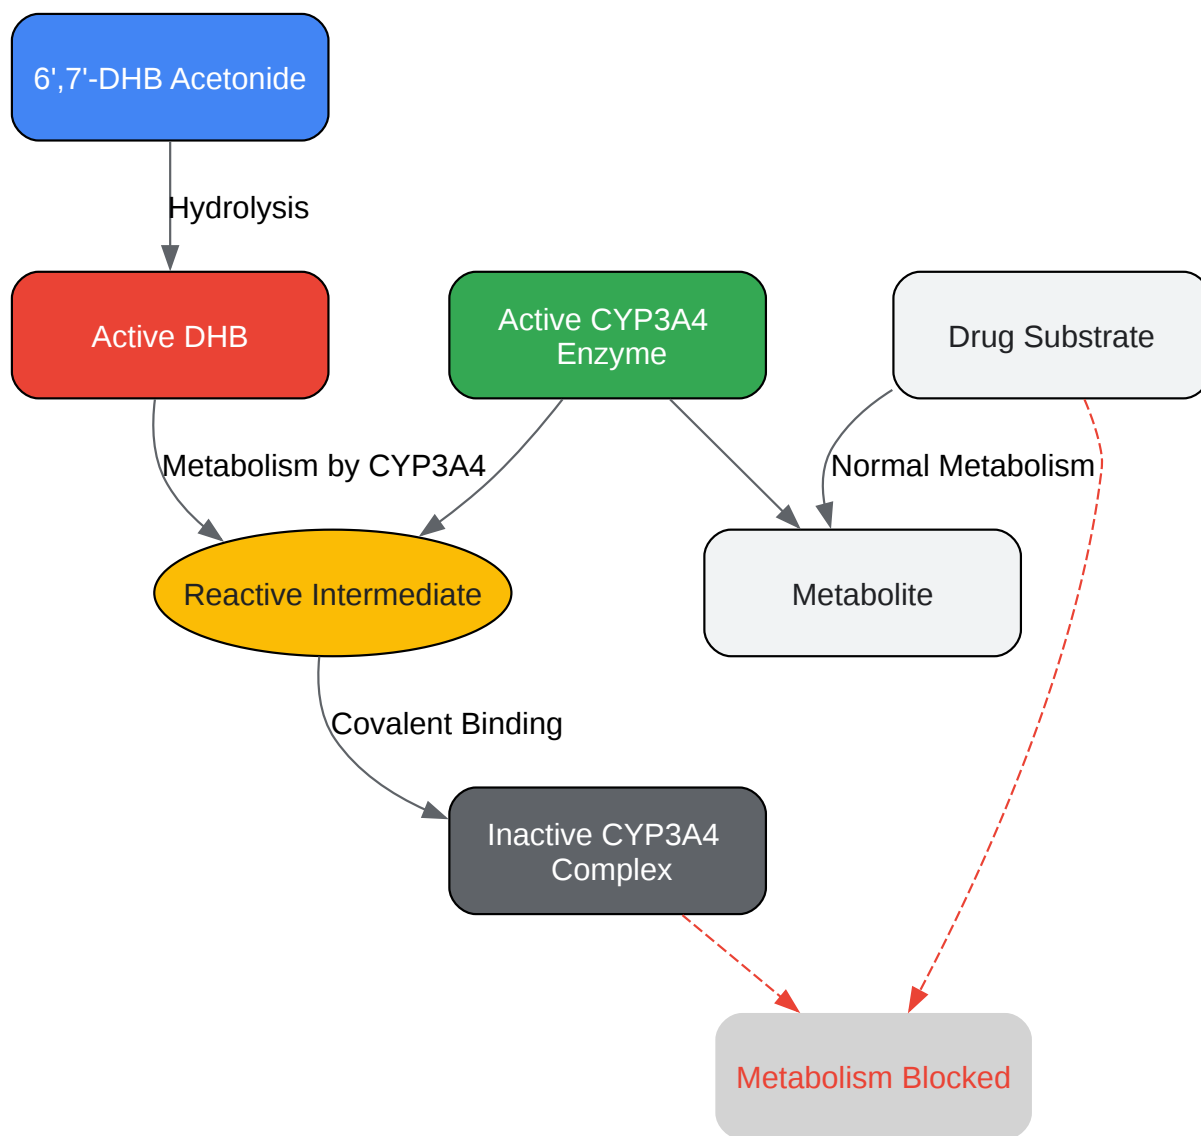 6',7'-DHB Acetonide
Hydrolysis
Active DHB
Active CYP3A4
Enzyme
Drug Substrate
Metabolism by CYP3A4
Normal Metabolism
Reactive Intermediate
Metabolite
Covalent Binding
Inactive CYP3A4
Complex
Metabolism Blocked